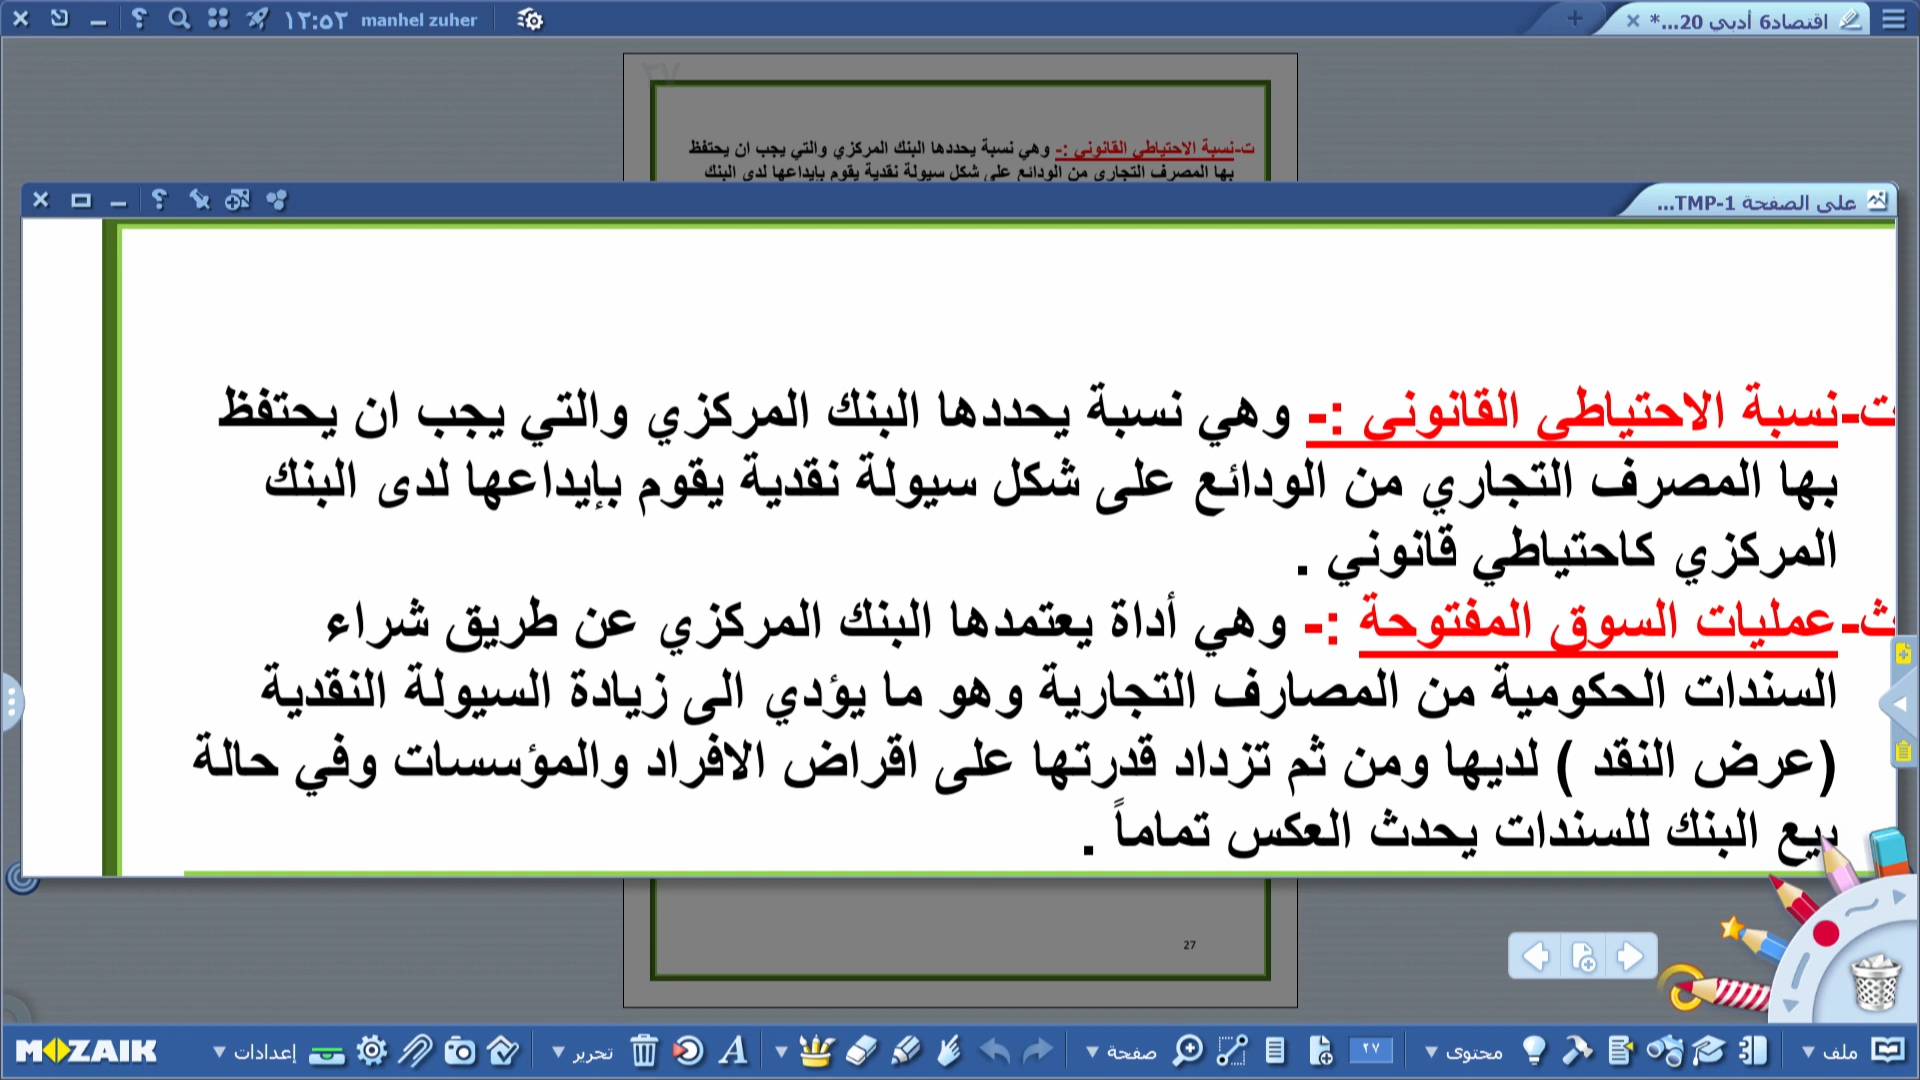 اقتصاد6 أدبي 20...*
manhel zuher
١٣:٥٢
٣٧
ت-نسبة الاحتياطي القانوني :- وهي نسبة يحددها البنك المركزي والتي يجب ان يحتفظ
بها المصرف التجاري من الودائع على شكل سيولة نقدية يقوم بإيداعها لدى البنك
على الصفحة TMP-1...
ت-نسبة الاحتياطي القانوني :- وهي نسبة يحددها البنك المركزي والتي يجب ان يحتفظ
بها المصرف التجاري من الودائع على شكل سيولة نقدية يقوم بإيداعها لدى البنك
المركزي كاحتياطي قانوني .
ث-عمليات السوق المفتوحة :- وهي أداة يعتمدها البنك المركزي عن طريق شراء
السندات الحكومية من المصارف التجارية وهو ما يؤدي الى زيادة السيولة النقدية
(عرض النقد ) لديها ومن ثم تزداد قدرتها على اقراض الافراد والمؤسسات وفي حالة
بيع البنك للسندات يحدث العكس تماماً .
27
ملف
محتوى
٢٧
صفحة
تحرير
إعدادات
MOZAIK